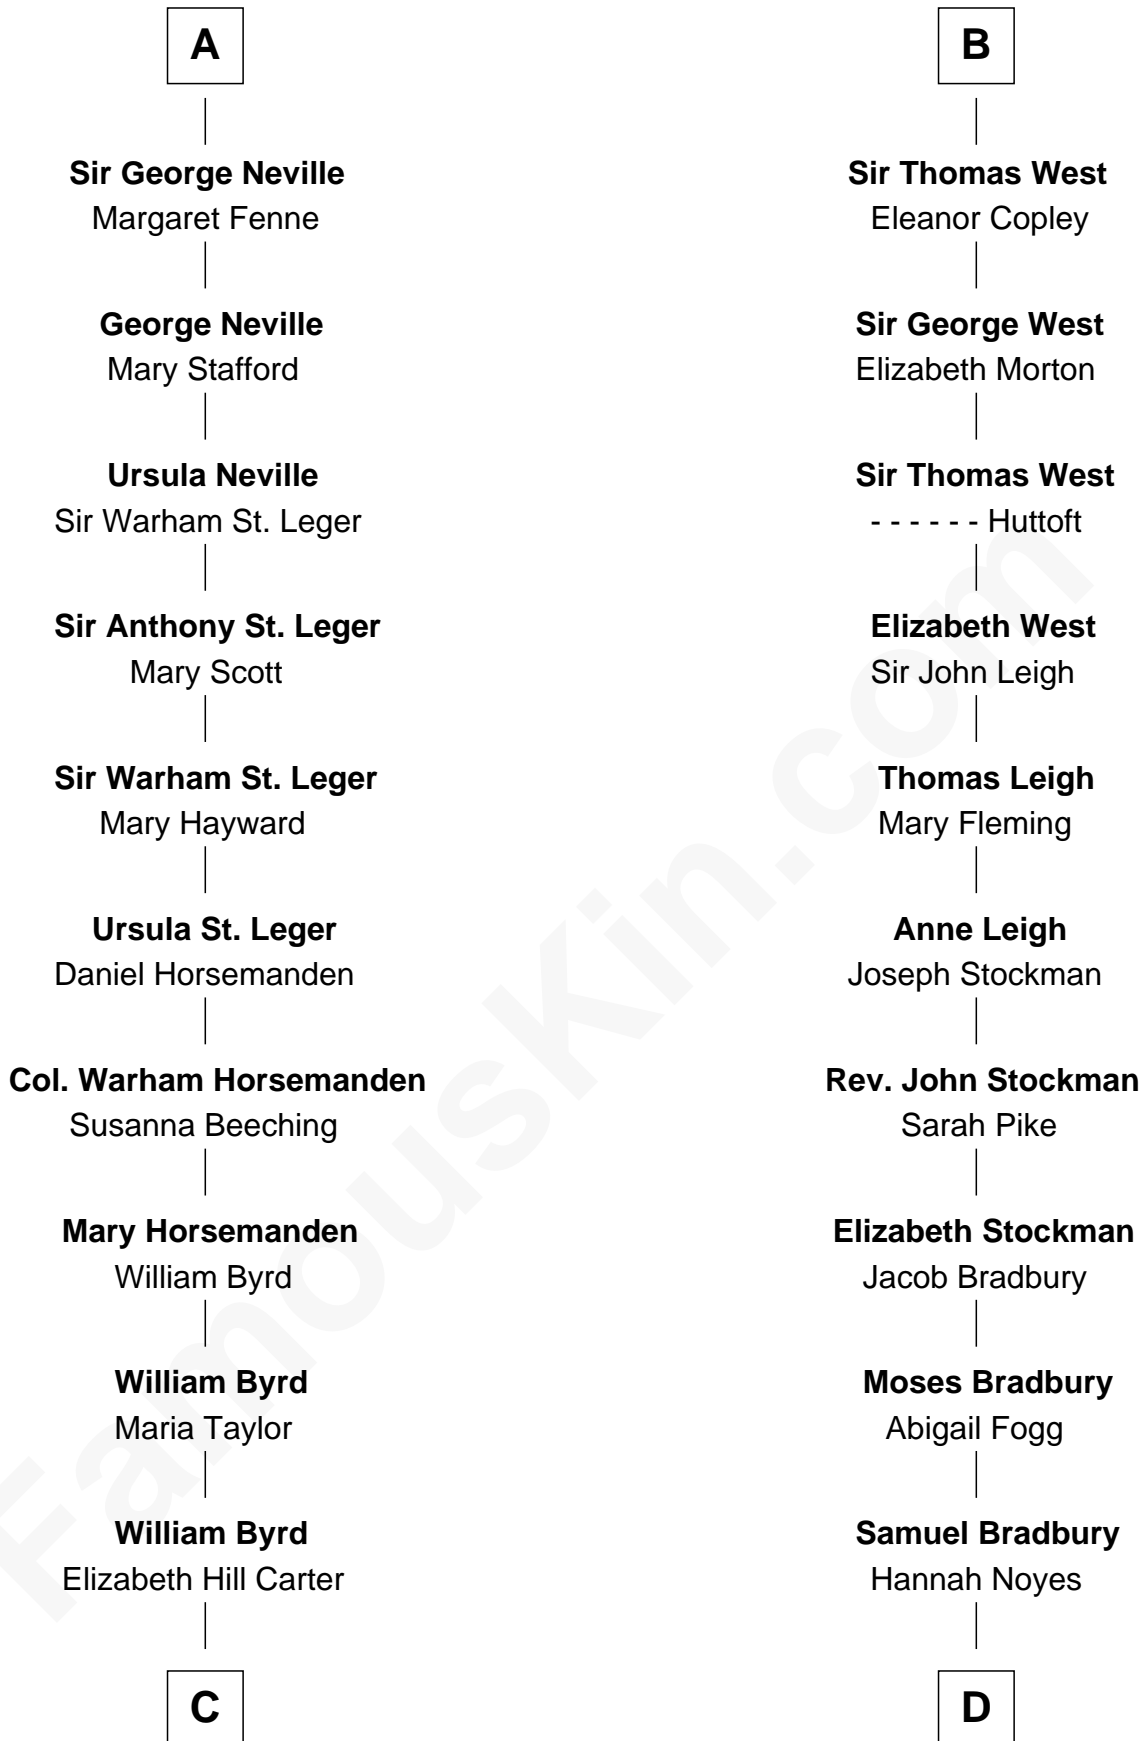 A
Sir George Neville
Margaret Fenne
George Neville
Mary Stafford
Ursula Neville
Sir Warham St. Leger
Sir Anthony St. Leger
Mary Scott
Sir Warham St. Leger
Mary Hayward
Ursula St. Leger
Daniel Horsemanden
Col. Warham Horsemanden
Susanna Beeching
Mary Horsemanden
William Byrd
William Byrd
Maria Taylor
William Byrd
Elizabeth Hill Carter
C
B
Sir Thomas West
Eleanor Copley
Sir George West
Elizabeth Morton
Sir Thomas West
- - - - - - Huttoft
Elizabeth West
Sir John Leigh
Thomas Leigh
Mary Fleming
Anne Leigh
Joseph Stockman
Rev. John Stockman
Sarah Pike
Elizabeth Stockman
Jacob Bradbury
Moses Bradbury
Abigail Fogg
Samuel Bradbury
Hannah Noyes
D
FamousKin.com